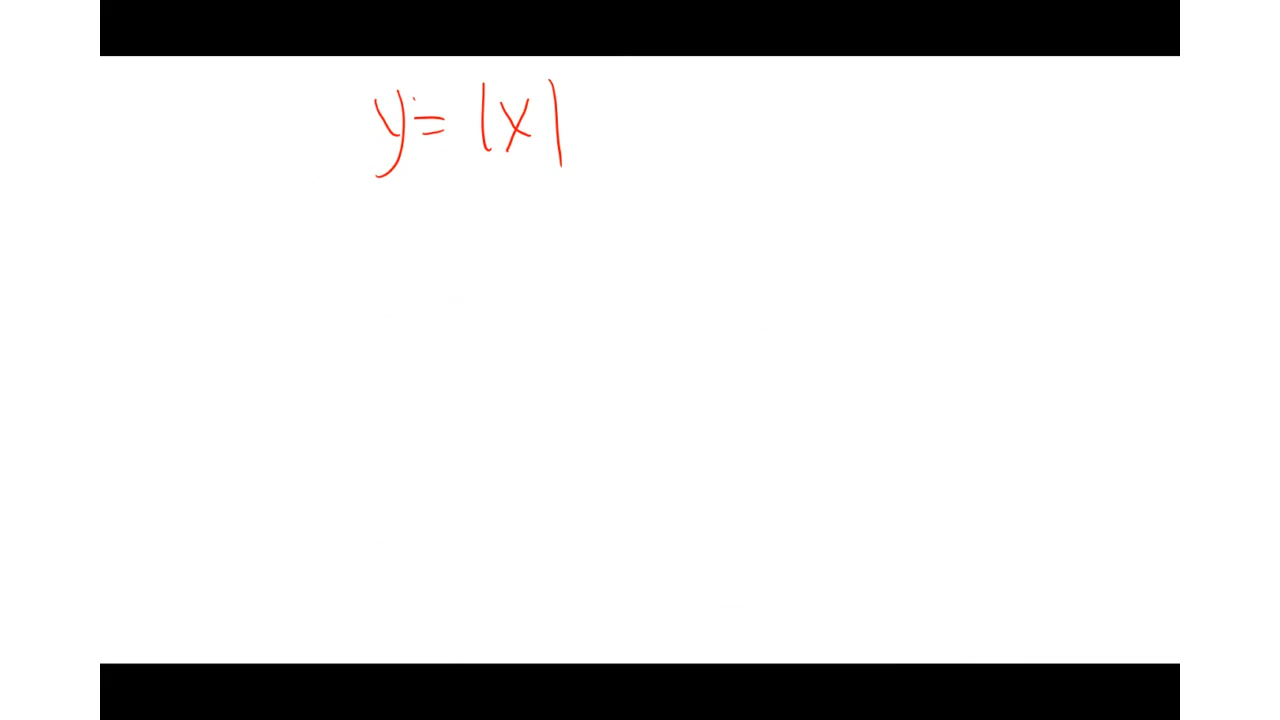 y = |x|